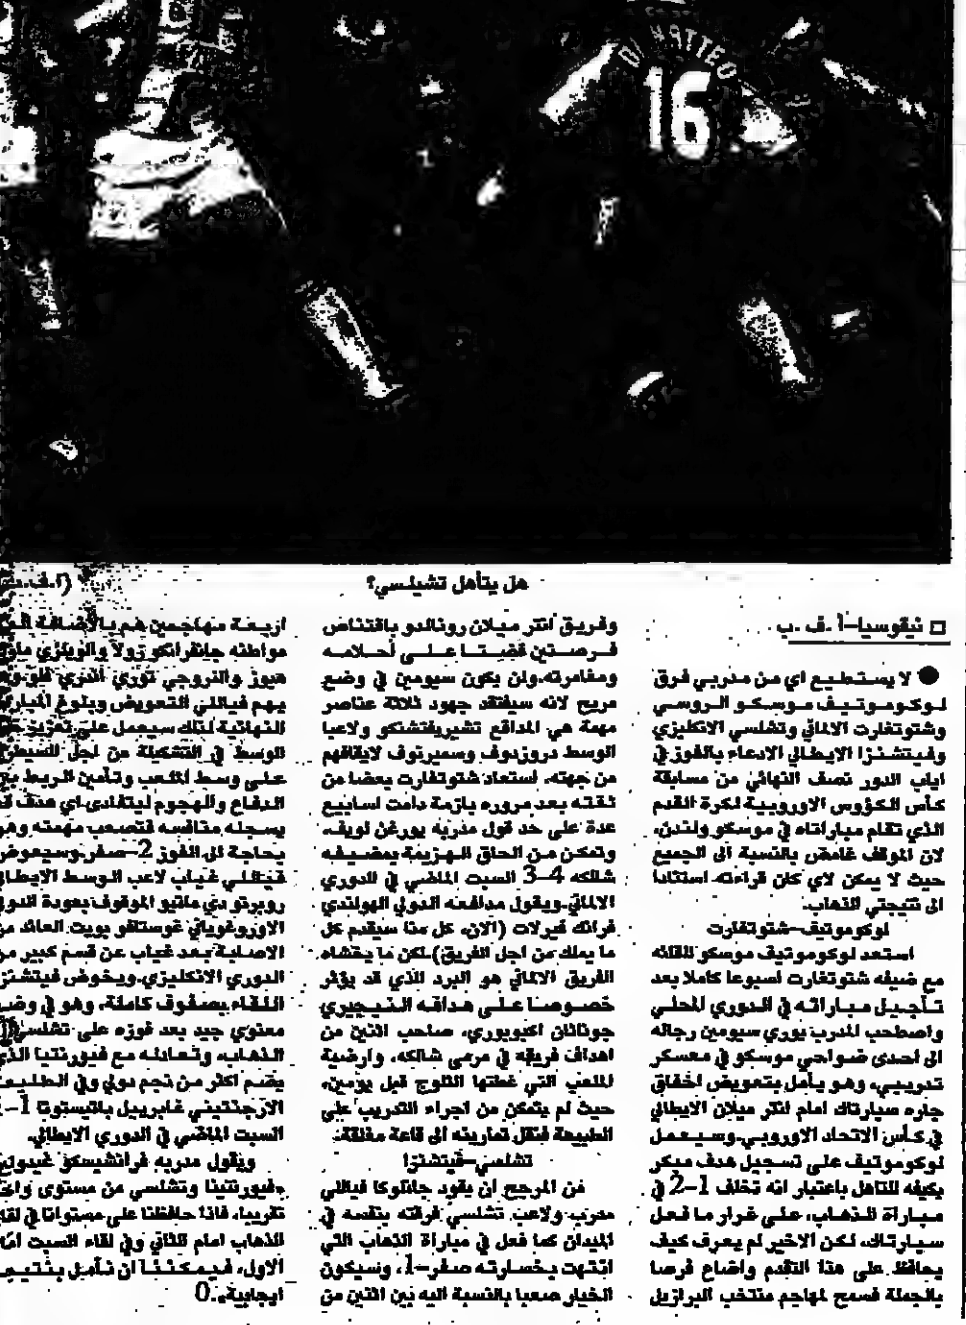 DI MATTEO
16
هل يتأهل تشيلسي؟
(ا.ف.ب
□ نيقوسيا–أ .ف .ب
● لا يستطيع اي من مدربي فرق
لوكوموتيف موسكو الروسي
وشتوتغارت الالماني وتشلسي الانكليزي
وفيتشنزا الايطالي الادعاء بالفوز في
اياب الدور نصف النهائي من مسابقة
كأس الكؤوس الاوروبية لكرة القدم
الذي تقام مباراتاه في موسكو ولندن،
لان الموقف غامض بالنسبة الى الجميع
حيث لا يمكن لاي كان قراءته استنادا
الى نتيجتي الذهاب.
لوكوموتيف–شتوتغارت
استعد لوكوموتيف موسكو للقائه
مع ضيفه شتوتغارت اسبوعا كاملا بعد
تأجيل مباراته في الدوري المحلي
واصطحب المدرب يوري سيومين رجاله
الى احدى ضواحي موسكو في معسكر
تدريبي، وهو يأمل بتعويض اخفاق
جاره سبارتاك امام انتر ميلان الايطالي
في كأس الاتحاد الاوروبي.وسيعمل
لوكوموتيف على تسجيل هدف مبكر
يكيفه للتاهل باعتبار انه تخلف 1–2 في
مباراة الذهاب، على غرار ما فعل
سبارتاك، لكن الاخير لم يعرف كيف
يحافظ على هذا التقدم واضاع فرصا
بالجملة فسمح لمهاجم منتخب البرازيل
وفريق انتر ميلان رونالدو باقتناص
فرصتين قضتا على احلامه
ومغامرته.ولن يكون سيومين في وضع
مريح لانه سيفتقد جهود ثلاثة عناصر
مهمة هي المدافع تشيريفتشنكو ولاعبا
الوسط دروزدوف وسميرتوف لايقافهم
من جهته، استعاد شتوتغارت بعضا من
ثقته بعد مروره بازمة دامت اسابيع
عدة على حد قول مدربه يورغن لويف،
وتمكن من الحاق الهزيمة بمضيفه
شالكه 4–3 السبت الماضي في الدوري
الالماني.ويقول مدافعه الدولي الهولندي
فرانك فيرلات (الان، كل منا سيقدم كل
ما يملك من اجل الفريق).لكن ما يخشاه
الفريق الالماني هو البرد الذي قد يؤثر
خصوصا على هدافه النيجيري
جوناثان اكبوبوري، صاحب اثنين من
اهداف فريقه في مرمى شالكه، وارضية
الملعب التي غطتها الثلوج قبل يومين،
حيث لم يتمكن من اجراء التدريب على
الطبيعة فنقل تمارينه الى قاعة مغلقة.
تشلسي–فيتشنزا
من المرجح ان يقود جانلوكا فيالي
مدرب ولاعب تشلسي فرقته بنفسه في
الميدان كما فعل في مباراة الذهاب التي
انتهت بخسارته صفر–1، وسيكون
الخيار صعبا بالنسبة اليه بين اثنين من
اربعة مهاجمين هم بالاضافة اليه
مواطنه جانفرانكو زولا والويلزي مارك
هيوز والنروجي توري اندري فلو.و
يهم فيالي التعويض وبلوغ المباراة
النهائية لذلك سيعمل على تعزيز خط
الوسط في التشكيلة من اجل السيطرة
على وسط الملعب وتأمين الربط بين
الدفاع والهجوم ليتفادى اي هدف قد
يسجله منافسه فتصعب مهمته وهو
بحاجة الى الفوز 2–صفر.وسيعوض
فيالي غياب لاعب الوسط الايطالي
روبرتو دي ماتيو الموقوف بعودة الدولي
الاوروغوياني غوستافو بويت العائد من
الاصابة بعد غياب عن قسم كبير من
الدوري الانكليزي.ويخوض فيتشنزا
اللقاء بصفوف كاملة، وهو في وضع
معنوي جيد بعد فوزه على تشلسي
الذهاب، وتعادله مع فيورنتينا الذي
يضم اكثر من نجم دولي وفي الطليعة
الارجنتيني غابرييل باتيستوتا 1–
السبت الماضي في الدوري الايطالي.
ويقول مدربه فرانشيسكو غيدولين
«فيورنتينا وتشلسي من مستوى واحد
تقريبا، فاذا حافظنا على مستوانا في لقاء
الذهاب امام الثاني وفي لقاء السبت امام
الاول، فيمكننا ان نأمل بنتيجة
ايجابية». 0